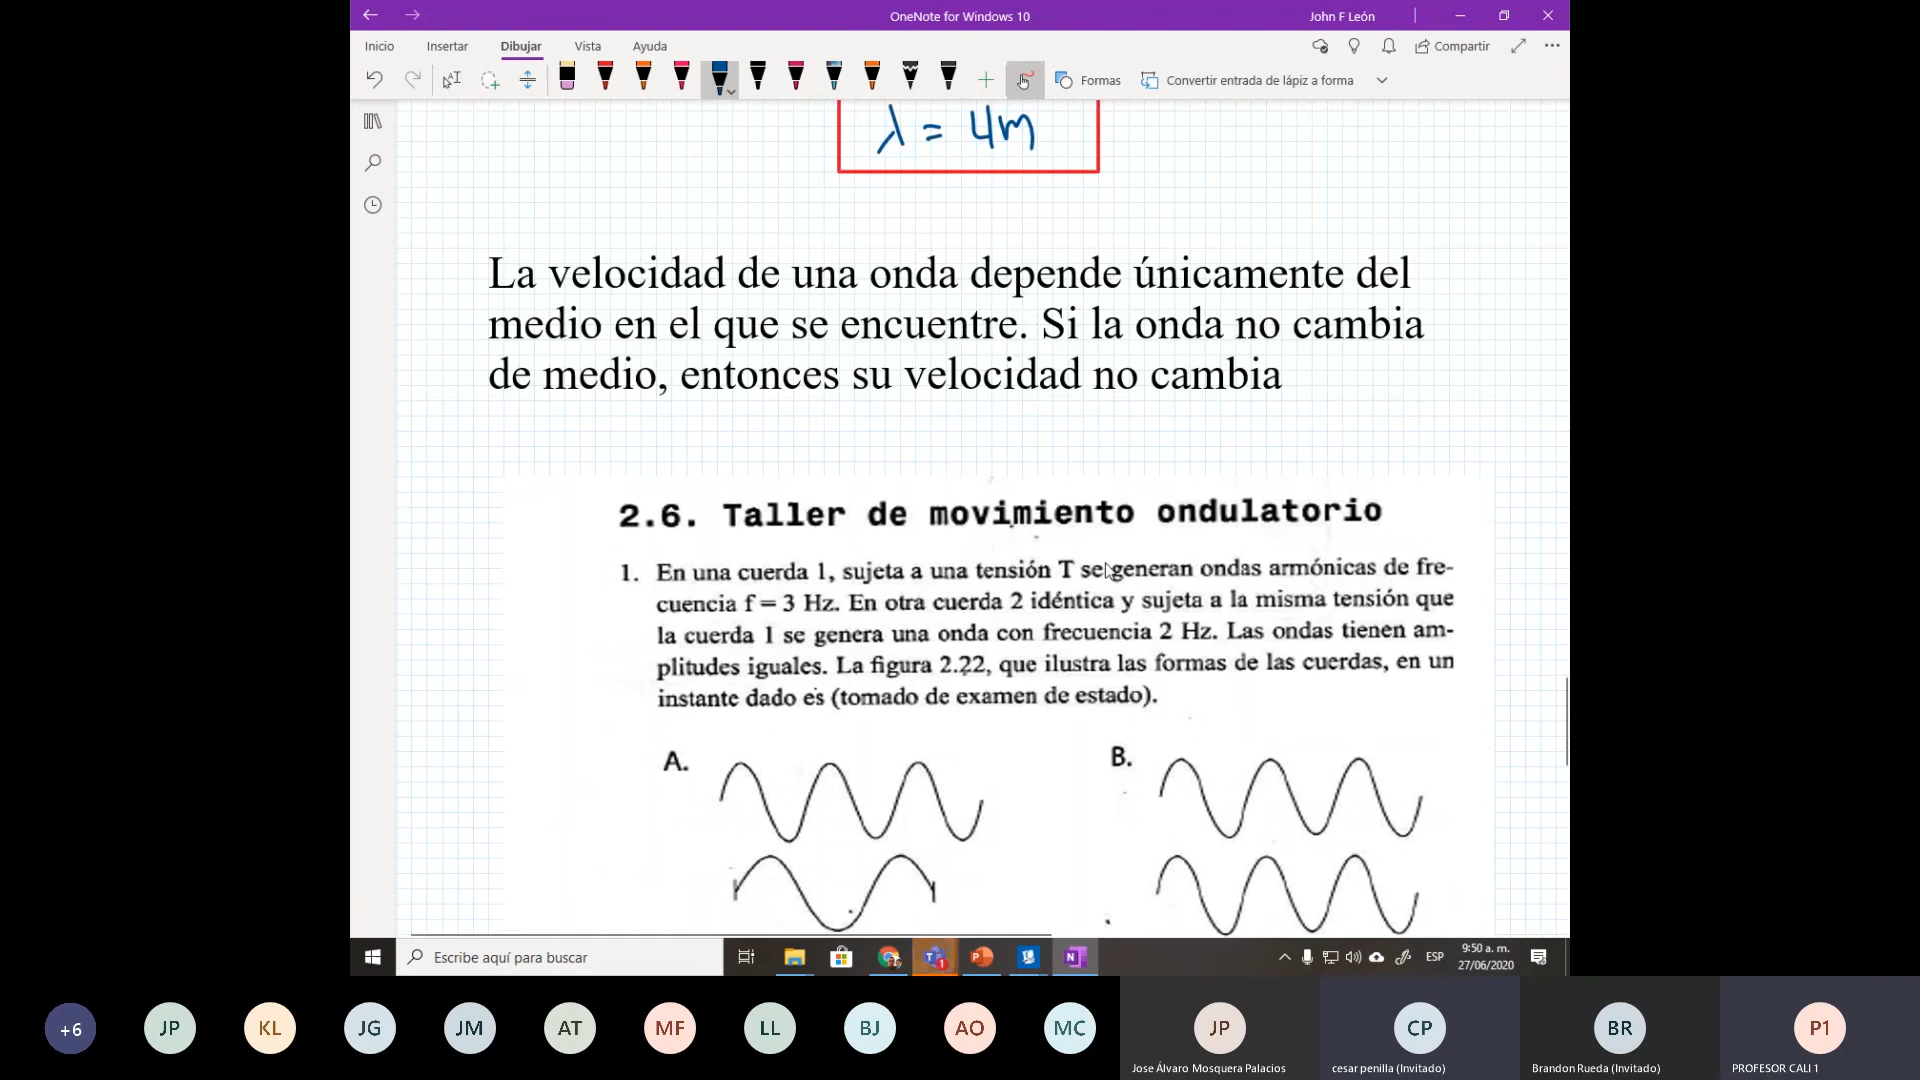 OneNote for Windows 10
John F León
Inicio
Insertar
Dibujar
Vista
Ayuda
Compartir
Formas
Convertir entrada de lápiz a forma
λ = 4m
La velocidad de una onda depende únicamente del
medio en el que se encuentre. Si la onda no cambia
de medio, entonces su velocidad no cambia
2.6. Taller de movimiento ondulatorio
1. En una cuerda 1, sujeta a una tensión T se generan ondas armónicas de fre-
cuencia f = 3 Hz. En otra cuerda 2 idéntica y sujeta a la misma tensión que
la cuerda 1 se genera una onda con frecuencia 2 Hz. Las ondas tienen am-
plitudes iguales. La figura 2.22, que ilustra las formas de las cuerdas, en un
instante dado es (tomado de examen de estado).
A.
B.
Escribe aquí para buscar
ESP
9:50 a. m.
27/06/2020
+6
JP
KL
JG
JM
AT
MF
LL
BJ
AO
MC
JP
CP
BR
P1
Jose Álvaro Mosquera Palacios
cesar penilla (Invitado)
Brandon Rueda (Invitado)
PROFESOR CALI 1